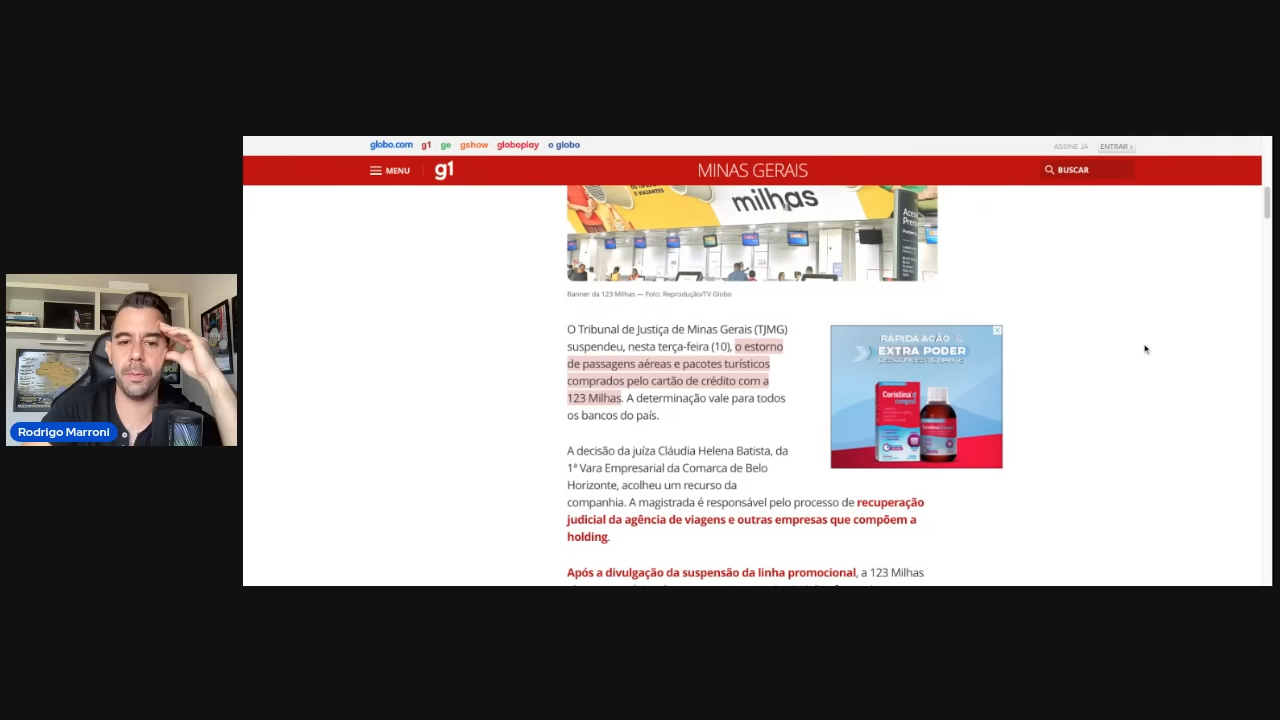 globo.com g1 ge gshow globoplay o globo
ASSINE JÁ ENTRAR ›
MENU g1 MINAS GERAIS BUSCAR
E VIAJANTES
milhas
Banner da 123 Milhas — Foto: Reprodução/TV Globo
O Tribunal de Justiça de Minas Gerais (TJMG)
suspendeu, nesta terça-feira (10), o estorno
de passagens aéreas e pacotes turísticos
comprados pelo cartão de crédito com a
123 Milhas. A determinação vale para todos
os bancos do país.
RÁPIDA AÇÃO &
EXTRA PODER
DESCONGESTIONANTE
Coristina d
A decisão da juíza Cláudia Helena Batista, da
1ª Vara Empresarial da Comarca de Belo
Horizonte, acolheu um recurso da
companhia. A magistrada é responsável pelo processo de recuperação
judicial da agência de viagens e outras empresas que compõem a
holding.
Após a divulgação da suspensão da linha promocional, a 123 Milhas
Rodrigo Marroni